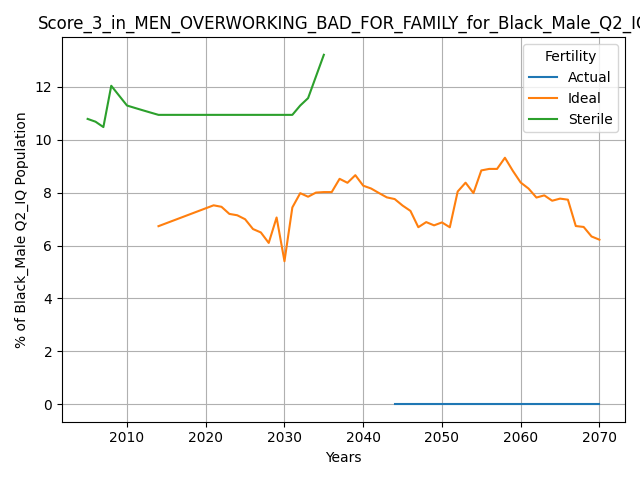 Score_3_in_MEN_OVERWORKING_BAD_FOR_FAMILY_for_Black_Male_Q2_IQ
Fertility
Actual
Ideal
Sterile
% of Black_Male Q2_IQ Population
12
10
8
6
4
2
0
2010 2020 2030 2040 2050 2060 2070
Years